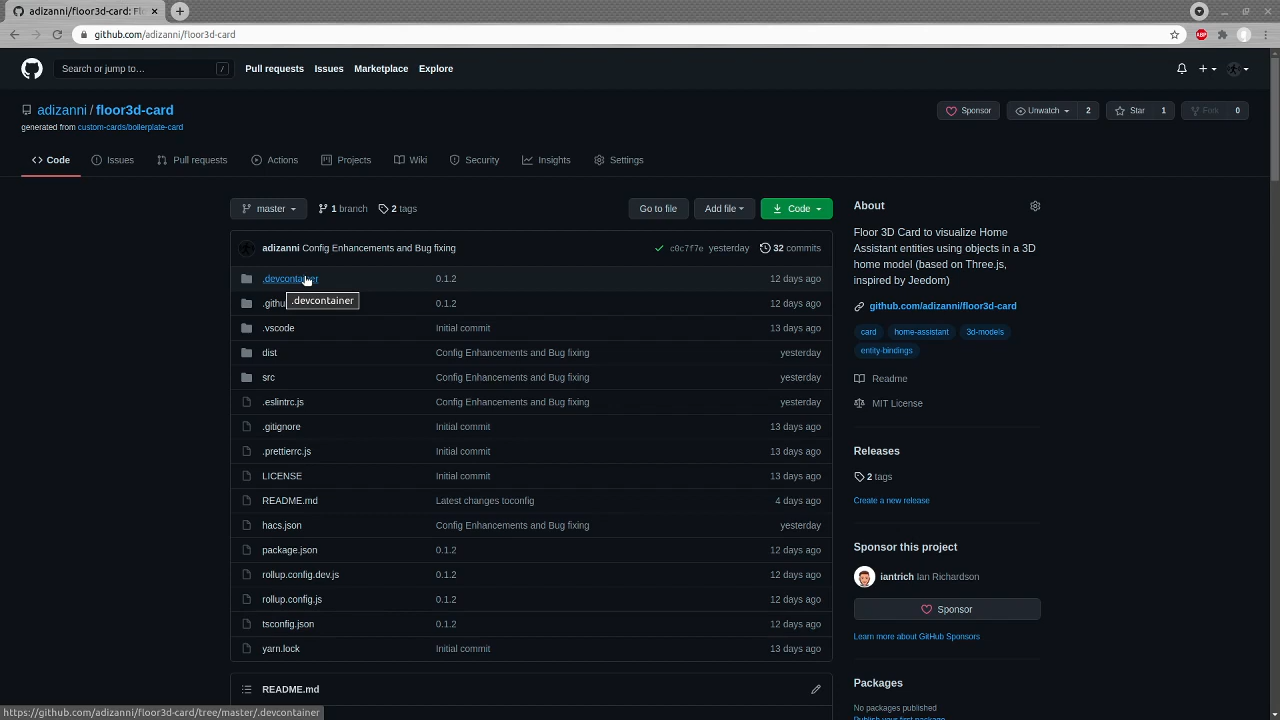 adizanni/floor3d-card: Fl
github.com/adizanni/floor3d-card
ABP
Search or jump to… /
Pull requests Issues Marketplace Explore
adizanni / floor3d-card
generated from custom-cards/boilerplate-card
Sponsor Unwatch 2 Star 1 Fork 0
Code Issues Pull requests Actions Projects Wiki Security Insights Settings
master 1 branch 2 tags Go to file Add file Code
adizanni Config Enhancements and Bug fixing c0c7f7e yesterday 32 commits
.devcontainer 0.1.2 12 days ago
.devcontainer
.githu 0.1.2 12 days ago
.vscode Initial commit 13 days ago
dist Config Enhancements and Bug fixing yesterday
src Config Enhancements and Bug fixing yesterday
.eslintrc.js Config Enhancements and Bug fixing yesterday
.gitignore Initial commit 13 days ago
.prettierrc.js Initial commit 13 days ago
LICENSE Initial commit 13 days ago
README.md Latest changes toconfig 4 days ago
hacs.json Config Enhancements and Bug fixing yesterday
package.json 0.1.2 12 days ago
rollup.config.dev.js 0.1.2 12 days ago
rollup.config.js 0.1.2 12 days ago
tsconfig.json 0.1.2 12 days ago
yarn.lock Initial commit 13 days ago
README.md
About
Floor 3D Card to visualize Home
Assistant entities using objects in a 3D
home model (based on Three.js,
inspired by Jeedom)
github.com/adizanni/floor3d-card
card home-assistant 3d-models
entity-bindings
Readme
MIT License
Releases
2 tags
Create a new release
Sponsor this project
iantrich Ian Richardson
Sponsor
Learn more about GitHub Sponsors
Packages
No packages published
Publish your first package
https://github.com/adizanni/floor3d-card/tree/master/.devcontainer